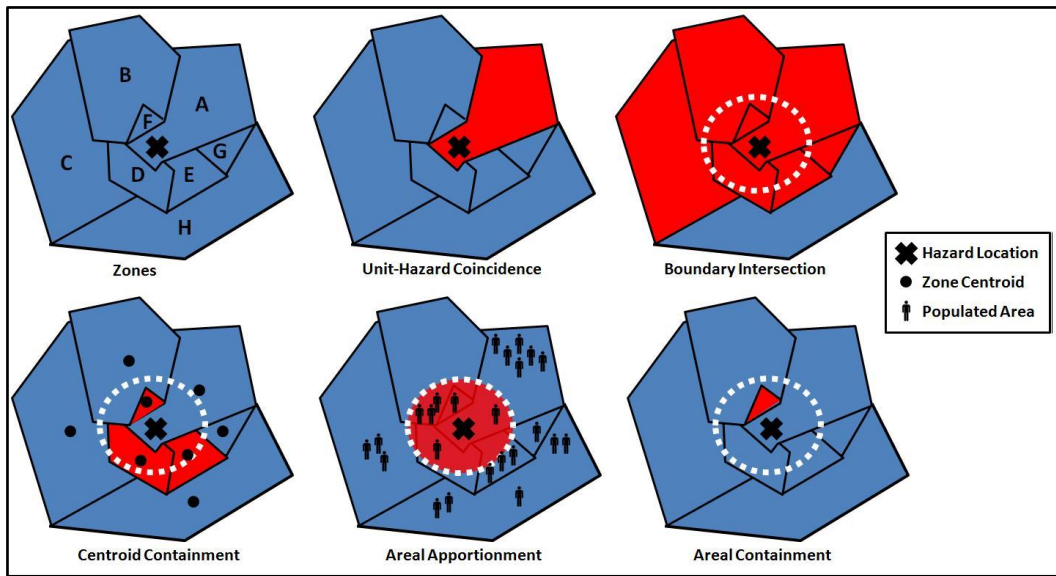 B
A
F
C
G
D
E
H
Zones
Unit-Hazard Coincidence
Boundary Intersection
Hazard Location
Zone Centroid
Populated Area
Centroid Containment
Areal Apportionment
Areal Containment